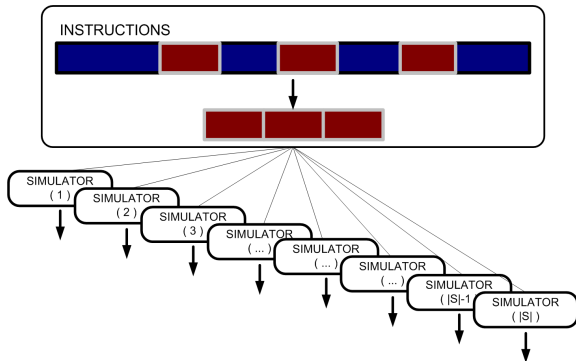 INSTRUCTIONS
SIMULATOR
( 1 )
SIMULATOR
( 2 )
SIMULATOR
( 3 )
SIMULATOR
( ... )
SIMULATOR
( ... )
SIMULATOR
( ... )
SIMULATOR
( |S|-1
SIMULATOR
( |S| )